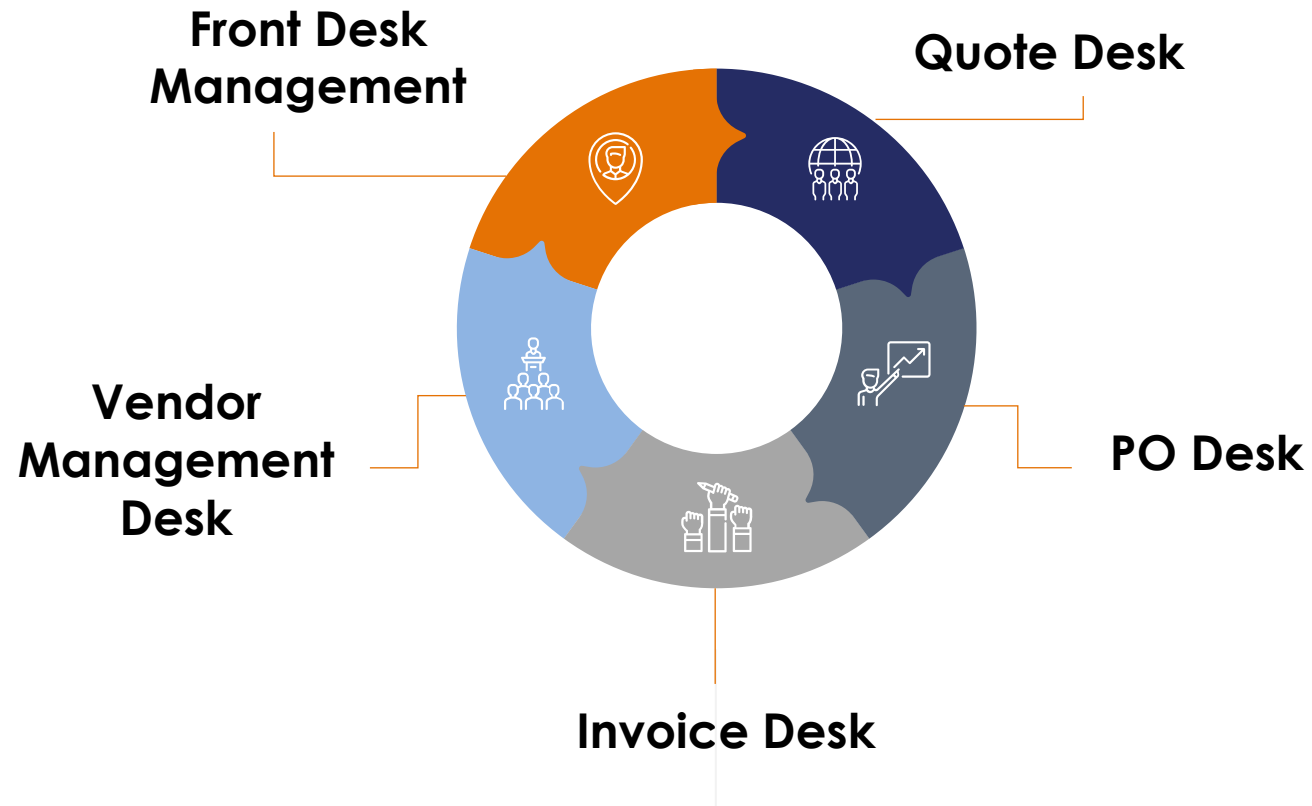 Front Desk
Management
Quote Desk
Vendor
Management
Desk
PO Desk
Invoice Desk